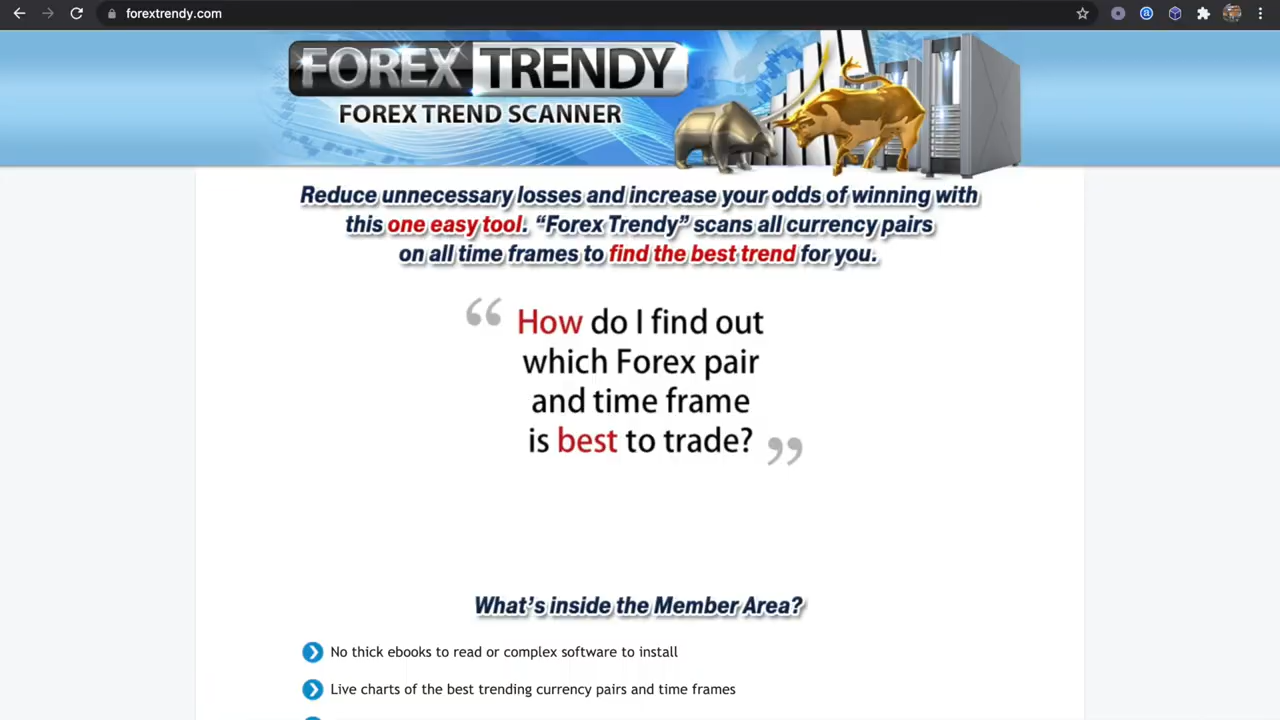 forextrendy.com
FOREX TRENDY
FOREX TREND SCANNER
Reduce unnecessary losses and increase your odds of winning with
this one easy tool. “Forex Trendy” scans all currency pairs
on all time frames to find the best trend for you.
“ How do I find out
which Forex pair
and time frame
is best to trade? ”
What’s inside the Member Area?
No thick ebooks to read or complex software to install
Live charts of the best trending currency pairs and time frames